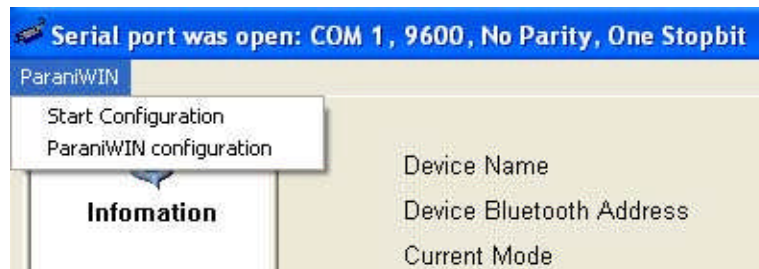 Serial port was open: COM 1, 9600, No Parity, One Stopbit
ParaniWIN
Start Configuration
ParaniWIN configuration
Infomation
Device Name
Device Bluetooth Address
Current Mode